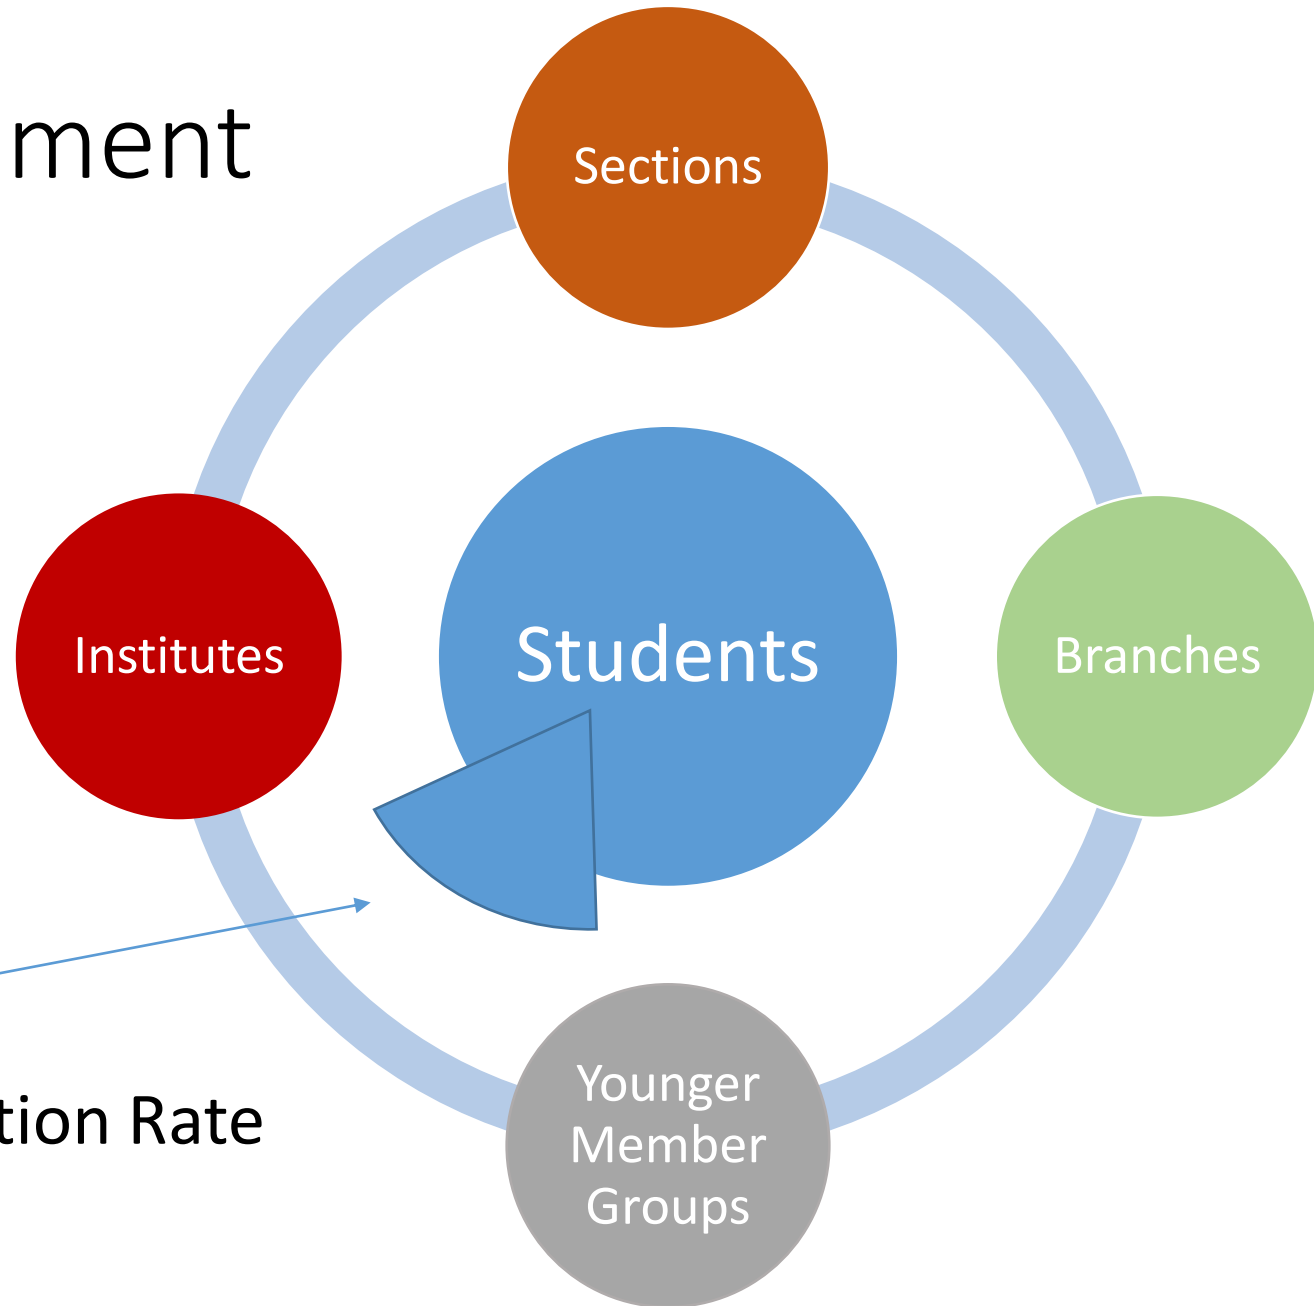 ment
Sections
Institutes
Students
Branches
tion Rate
Younger
Member
Groups